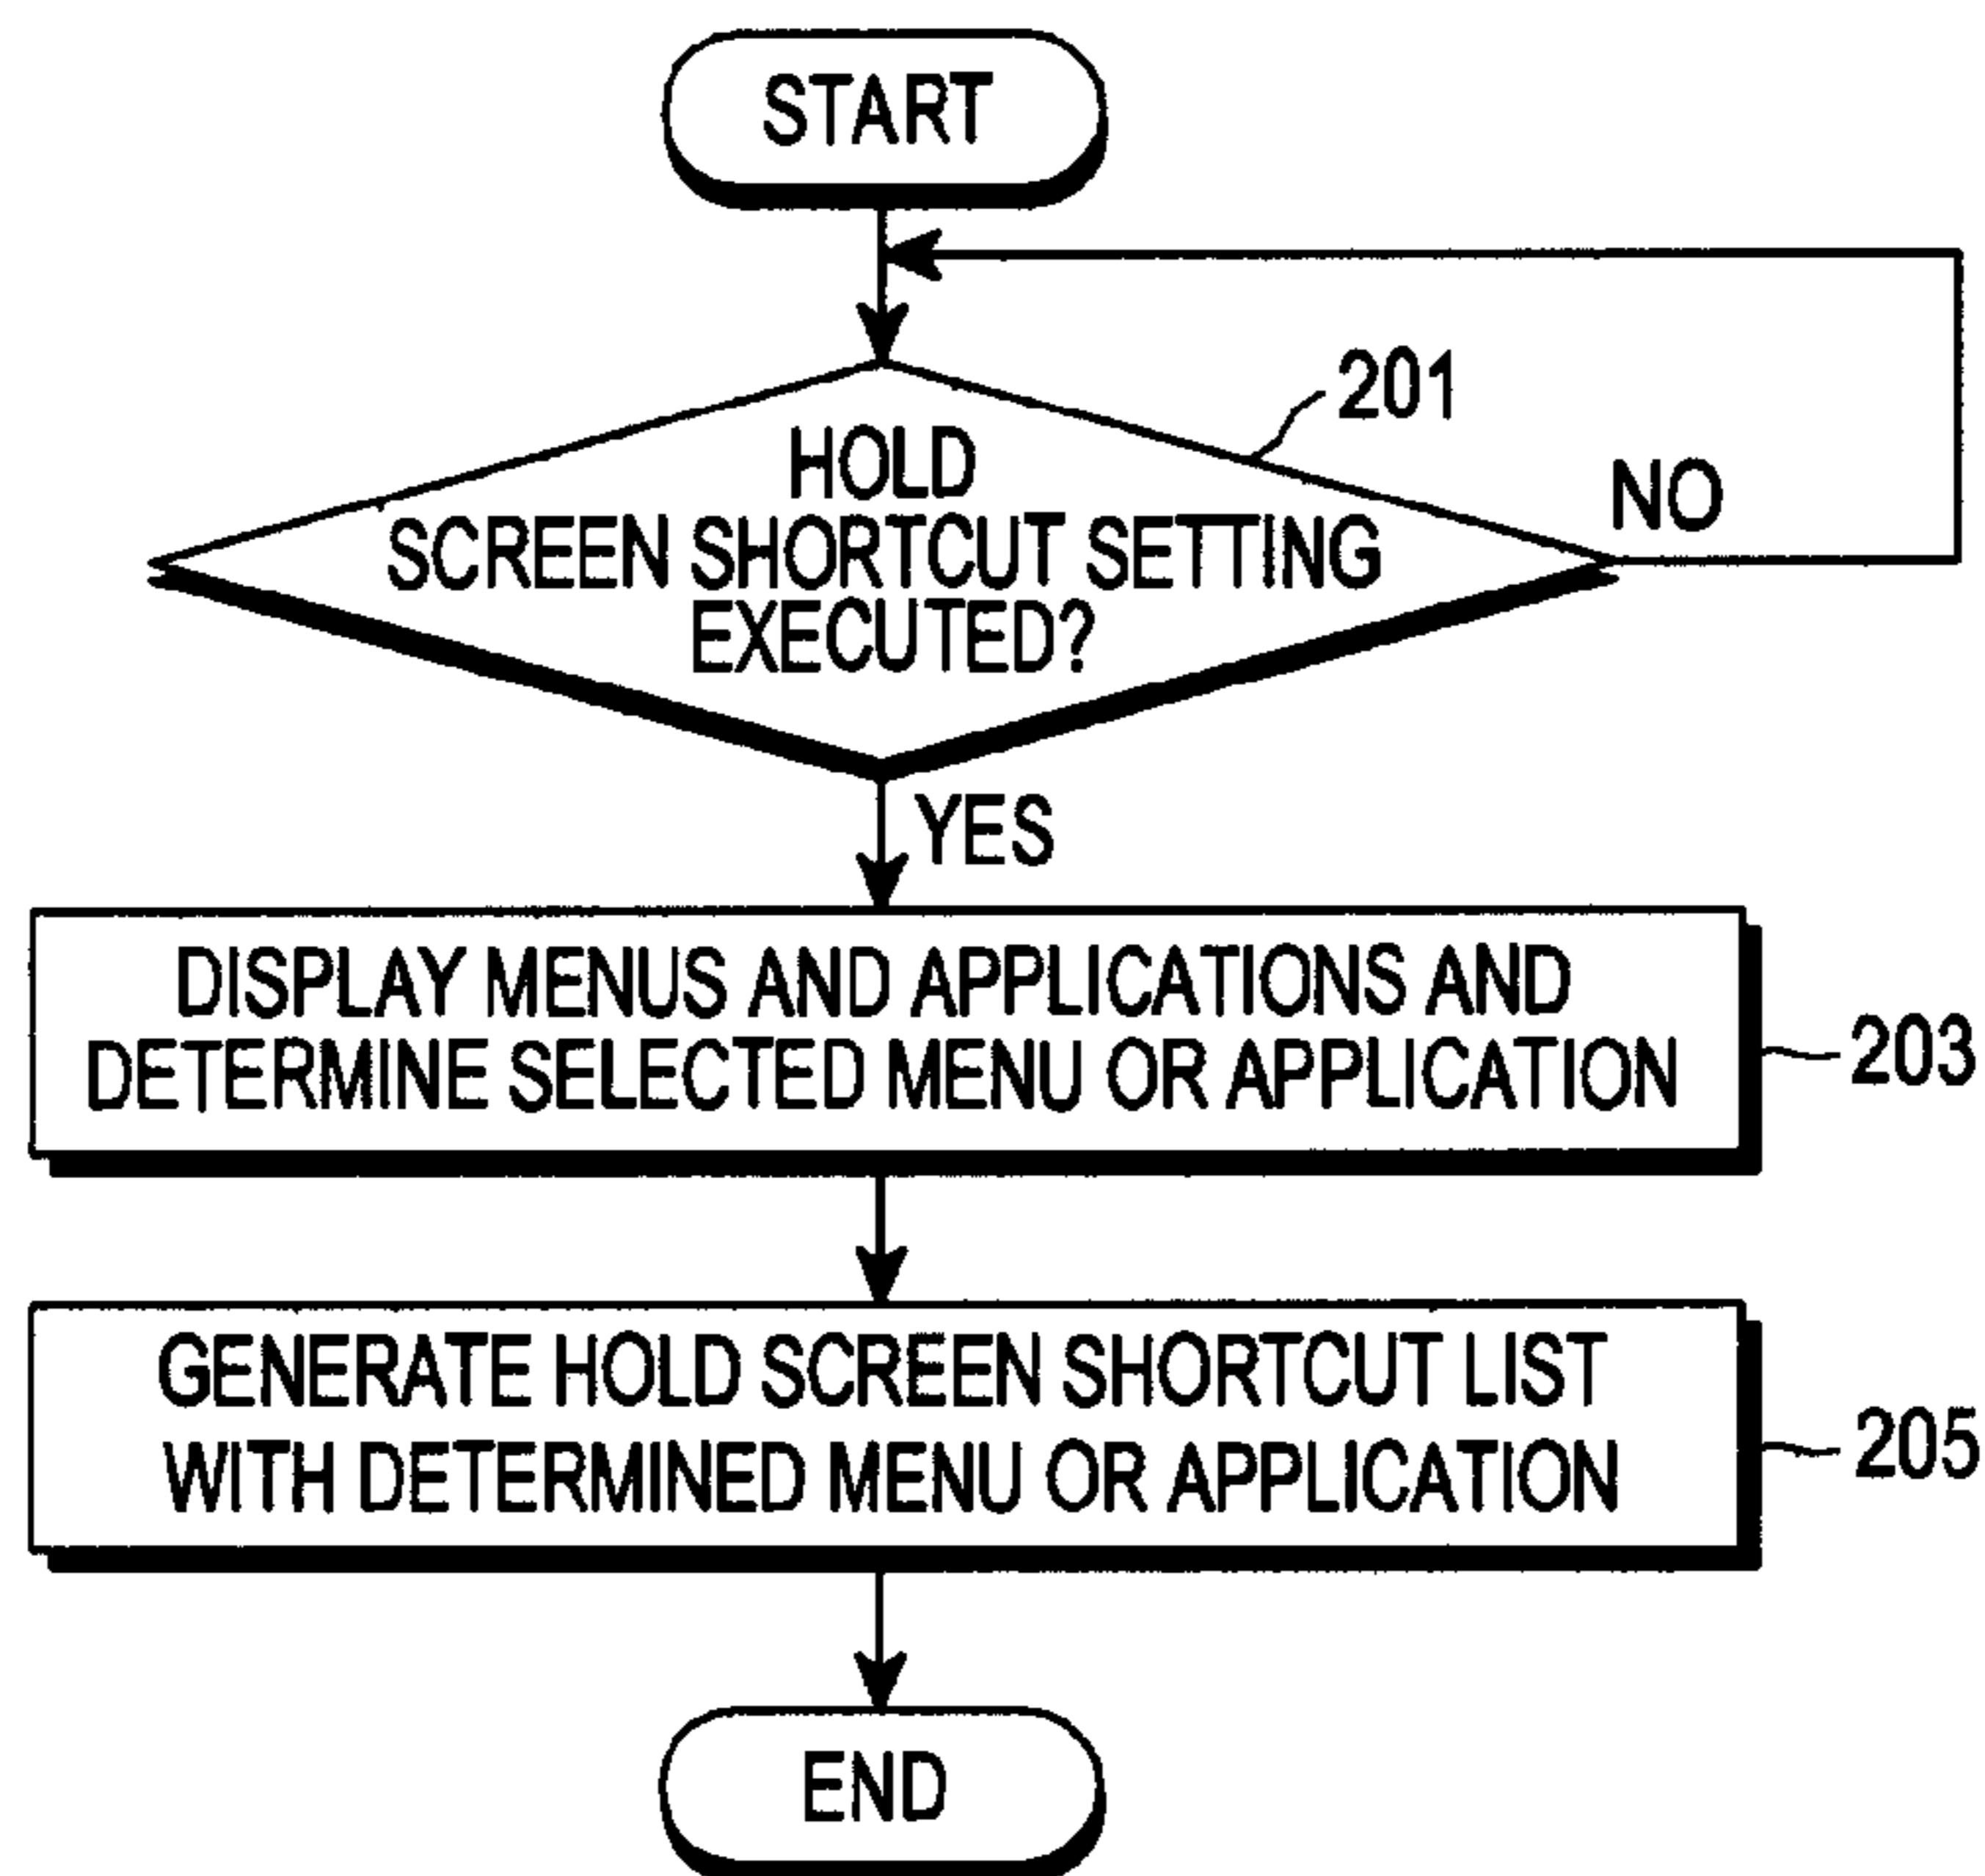 START
201
HOLD
SCREEN SHORTCUT SETTING
EXECUTED?
NO
YES
DISPLAY MENUS AND APPLICATIONS AND
DETERMINE SELECTED MENU OR APPLICATION
203
GENERATE HOLD SCREEN SHORTCUT LIST
WITH DETERMINED MENU OR APPLICATION
205
END